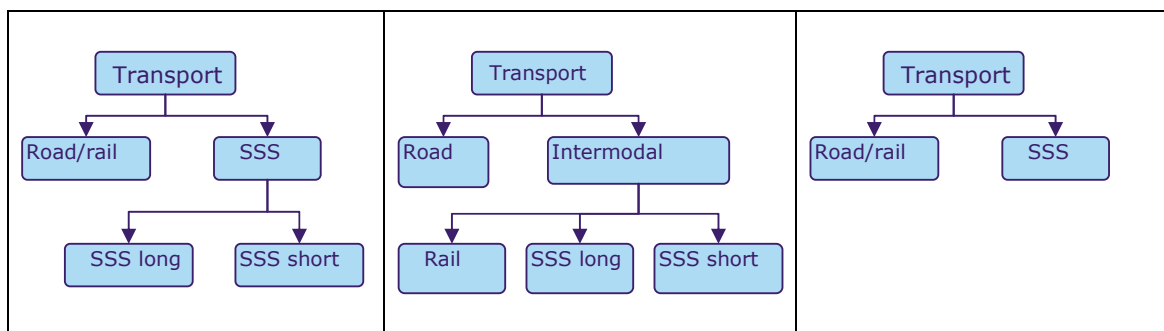 Transport
Road/rail
SSS
SSS long
SSS short
Transport
Road
Intermodal
Rail
SSS long
SSS short
Transport
Road/rail
SSS